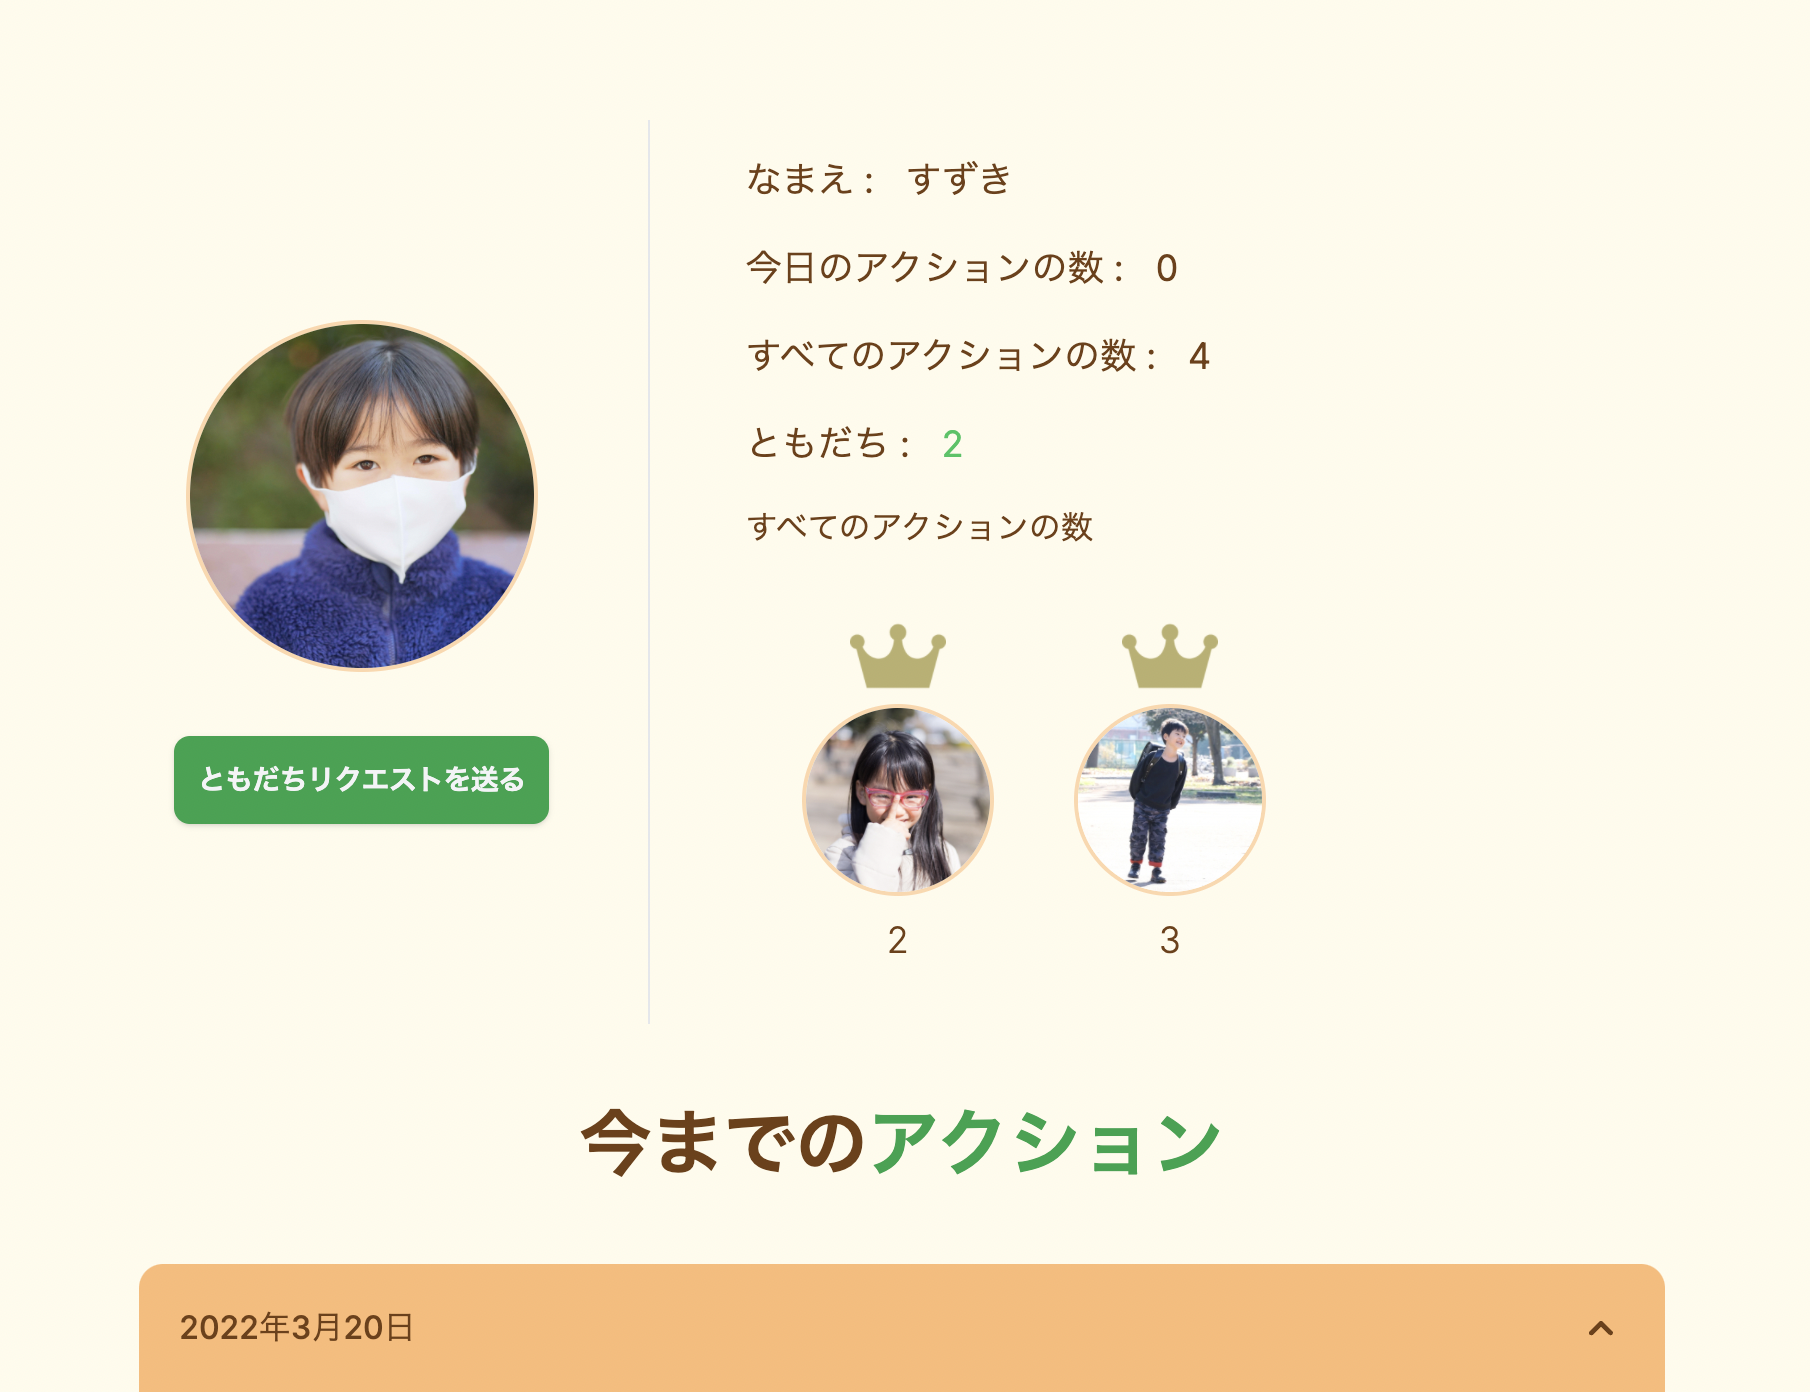 なまえ： すずき
今日のアクションの数： 0
すべてのアクションの数： 4
ともだち： 2
すべてのアクションの数
ともだちリクエストを送る
2 3
今までのアクション
2022年3月20日